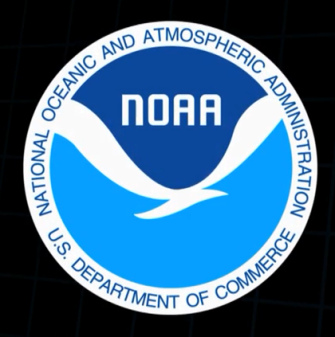 NATIONAL OCEANIC AND ATMOSPHERIC ADMINISTRATION
NOAA
U.S. DEPARTMENT OF COMMERCE